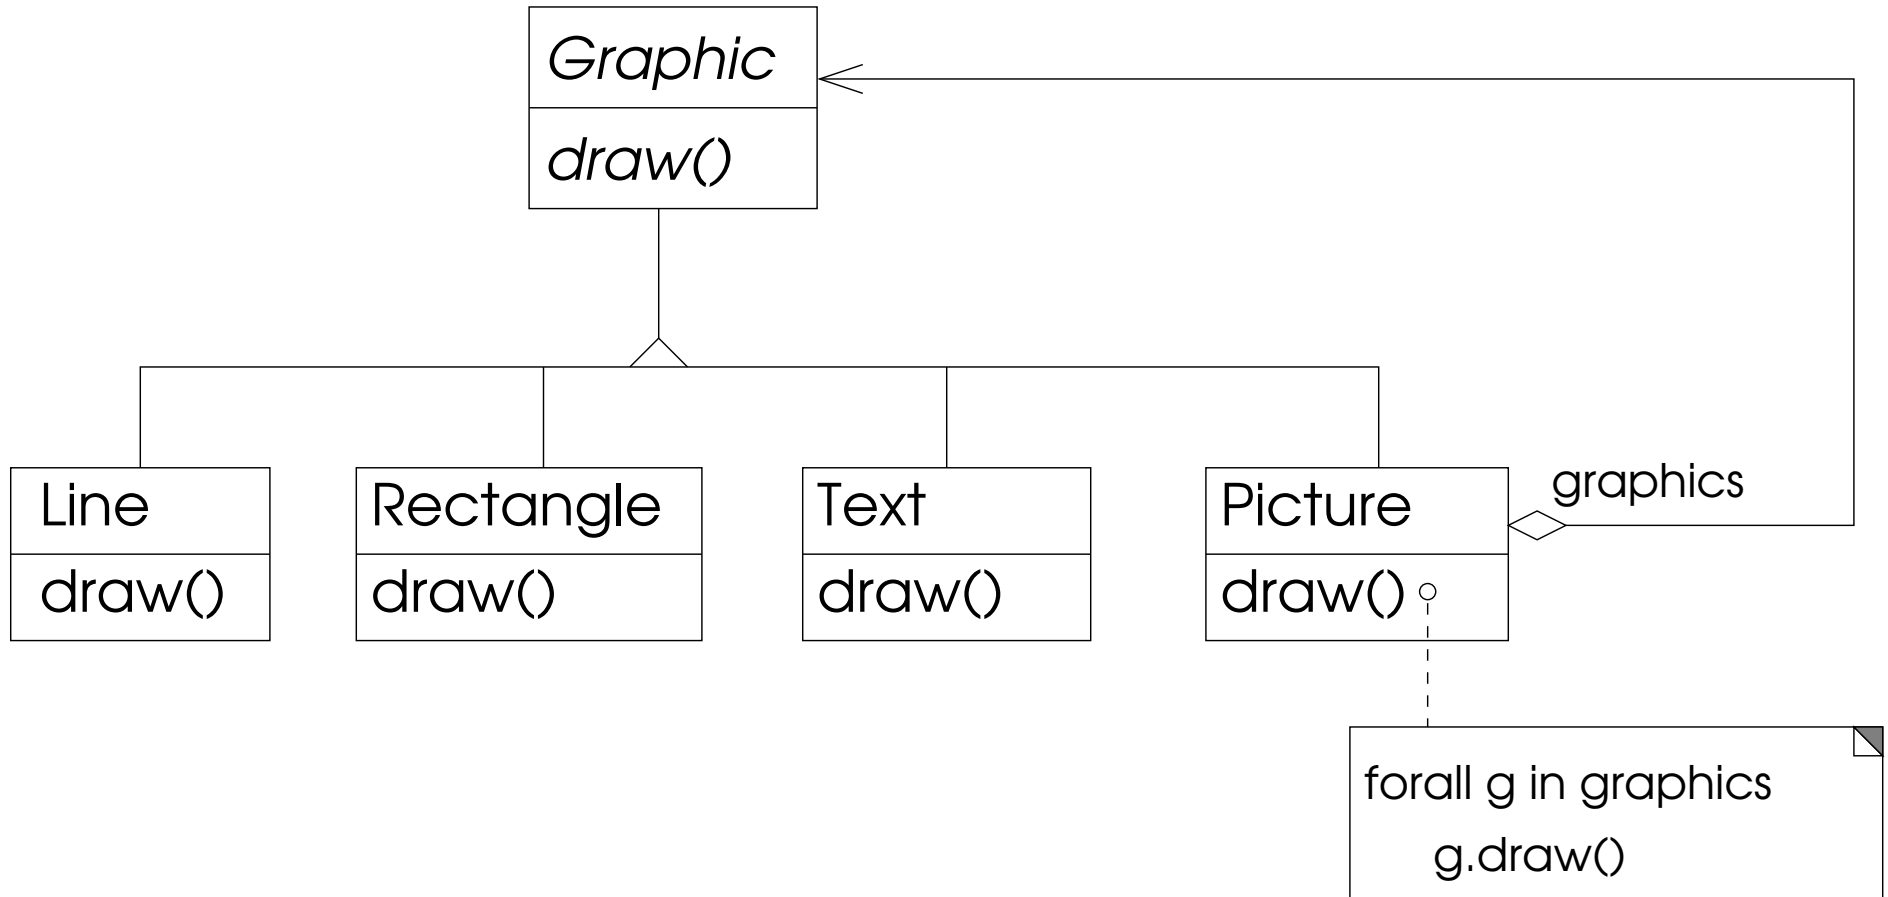 Graphic
draw()
Line
draw()
Rectangle
draw()
Text
draw()
Picture
draw()
graphics
forall g in graphics
g.draw()